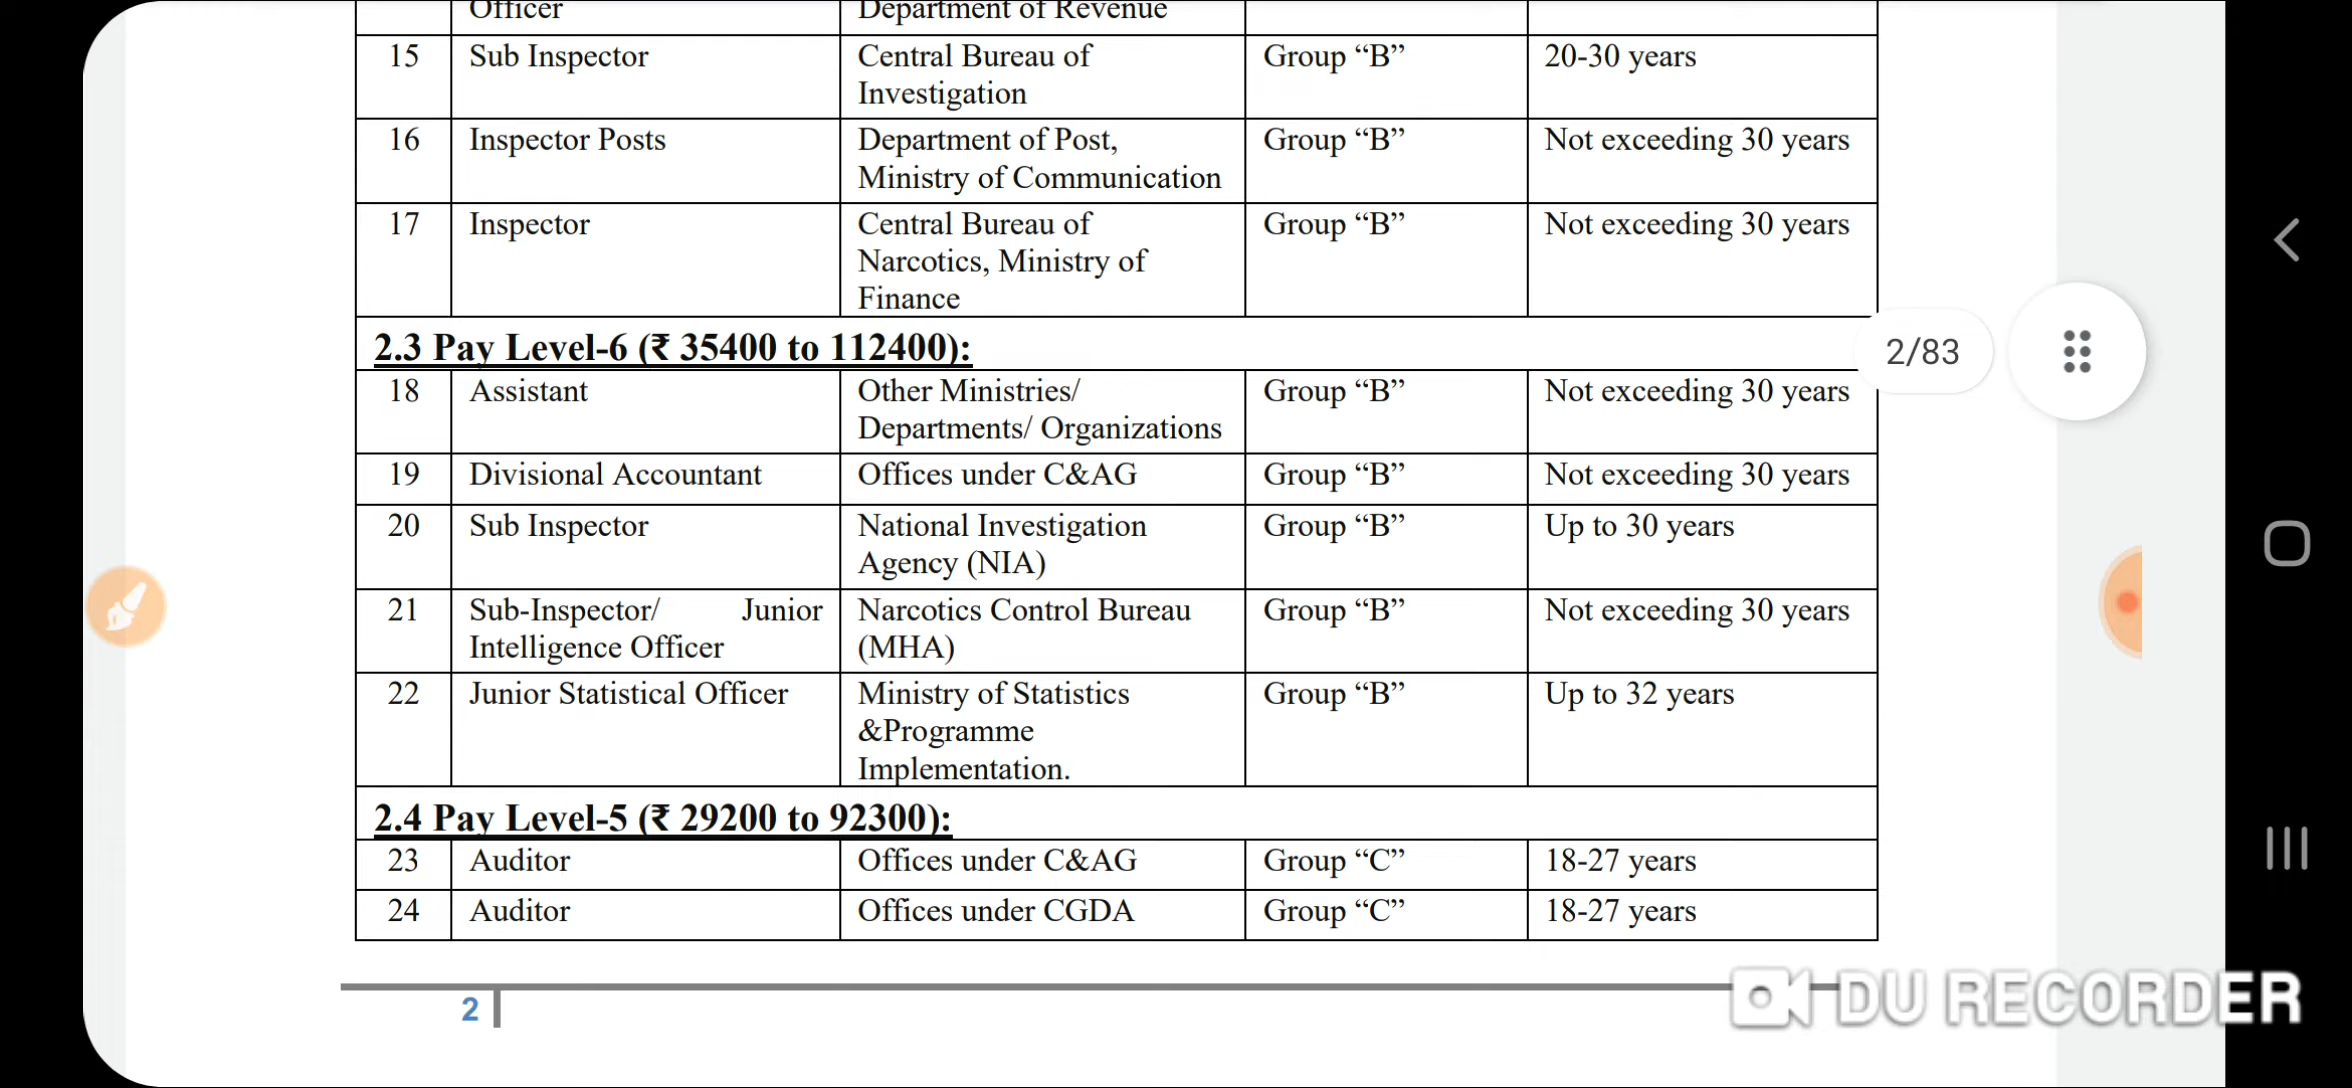 Officer Department of Revenue
15 Sub Inspector Central Bureau of Group “B” 20-30 years
Investigation
16 Inspector Posts Department of Post, Group “B” Not exceeding 30 years
Ministry of Communication
17 Inspector Central Bureau of Group “B” Not exceeding 30 years
Narcotics, Ministry of
Finance
2.3 Pay Level-6 (₹ 35400 to 112400):
2/83
18 Assistant Other Ministries/ Group “B” Not exceeding 30 years
Departments/ Organizations
19 Divisional Accountant Offices under C&AG Group “B” Not exceeding 30 years
20 Sub Inspector National Investigation Group “B” Up to 30 years
Agency (NIA)
21 Sub-Inspector/ Junior Narcotics Control Bureau Group “B” Not exceeding 30 years
Intelligence Officer (MHA)
22 Junior Statistical Officer Ministry of Statistics Group “B” Up to 32 years
&Programme
Implementation.
2.4 Pay Level-5 (₹ 29200 to 92300):
23 Auditor Offices under C&AG Group “C” 18-27 years
24 Auditor Offices under CGDA Group “C” 18-27 years
2
DU RECORDER